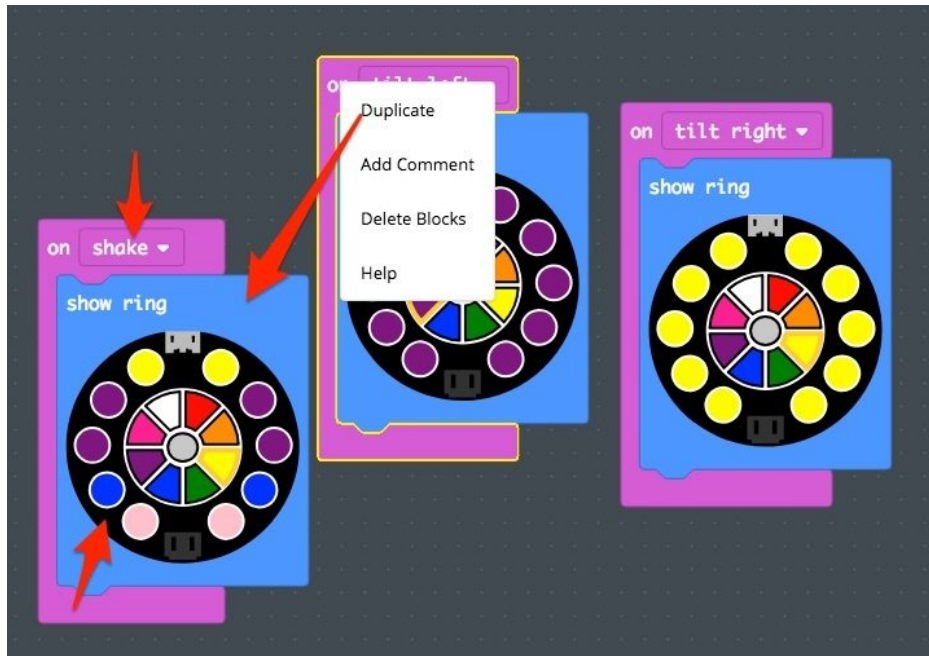 on shake
show ring
on
Duplicate
Add Comment
Delete Blocks
Help
on tilt right
show ring